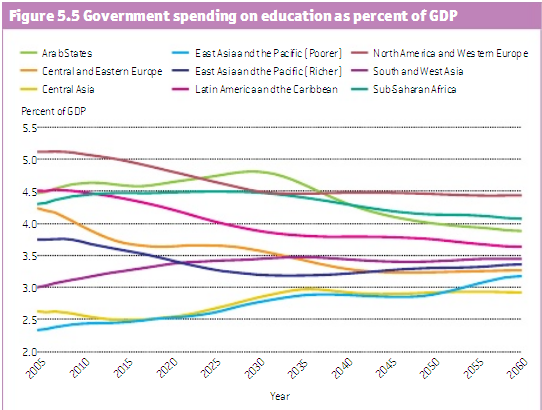 Figure 5.5 Government spending on education as percent of GDP
Arab States
East Asia and the Pacific (Poorer)
North America and Western Europe
Central and Eastern Europe
East Asia and the Pacific (Richer)
South and West Asia
Central Asia
Latin America and the Caribbean
Sub-Saharan Africa
Percent of GDP
5.5
5.0
4.5
4.0
3.5
3.0
2.5
2.0
2005 2010 2015 2020 2025 2030 2035 2040 2045 2050 2055 2060
Year